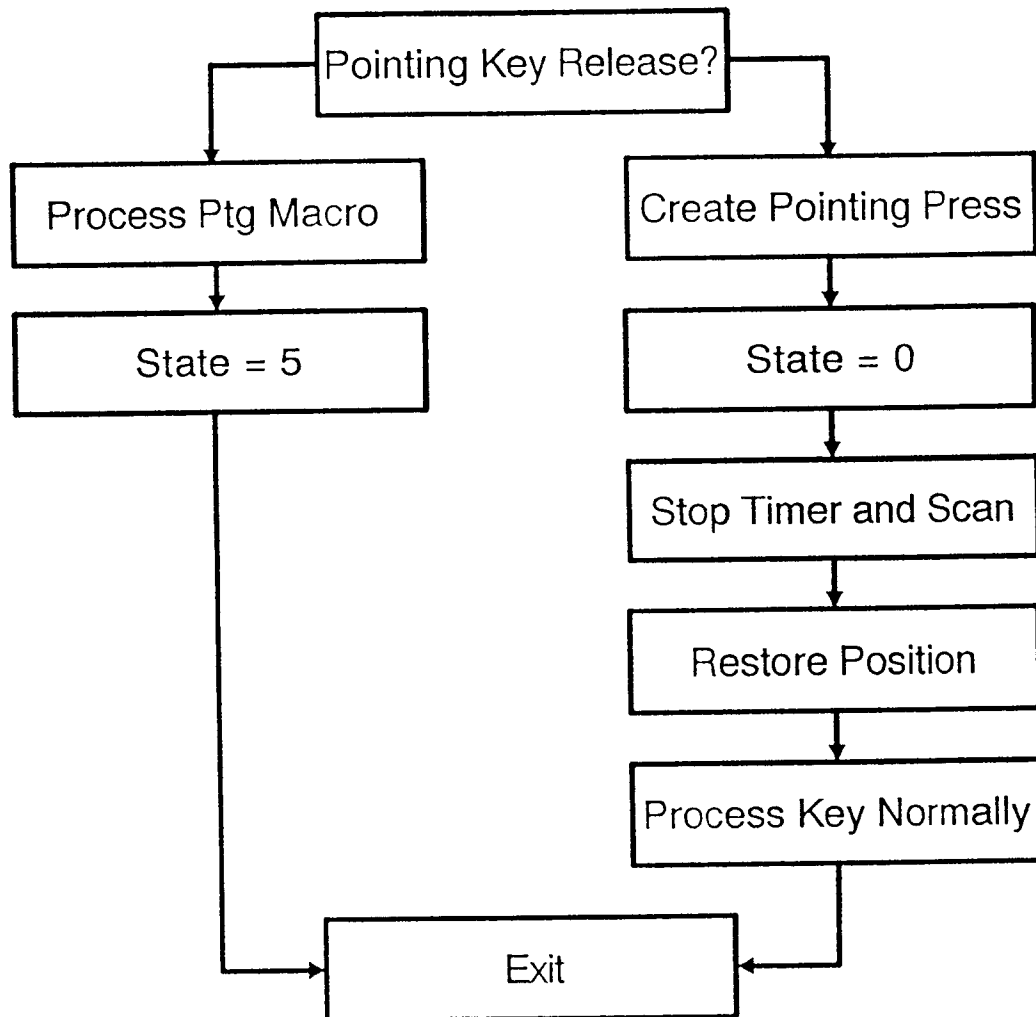 Pointing Key Release?
Process Ptg Macro
Create Pointing Press
State = 5
State = 0
Stop Timer and Scan
Restore Position
Process Key Normally
Exit